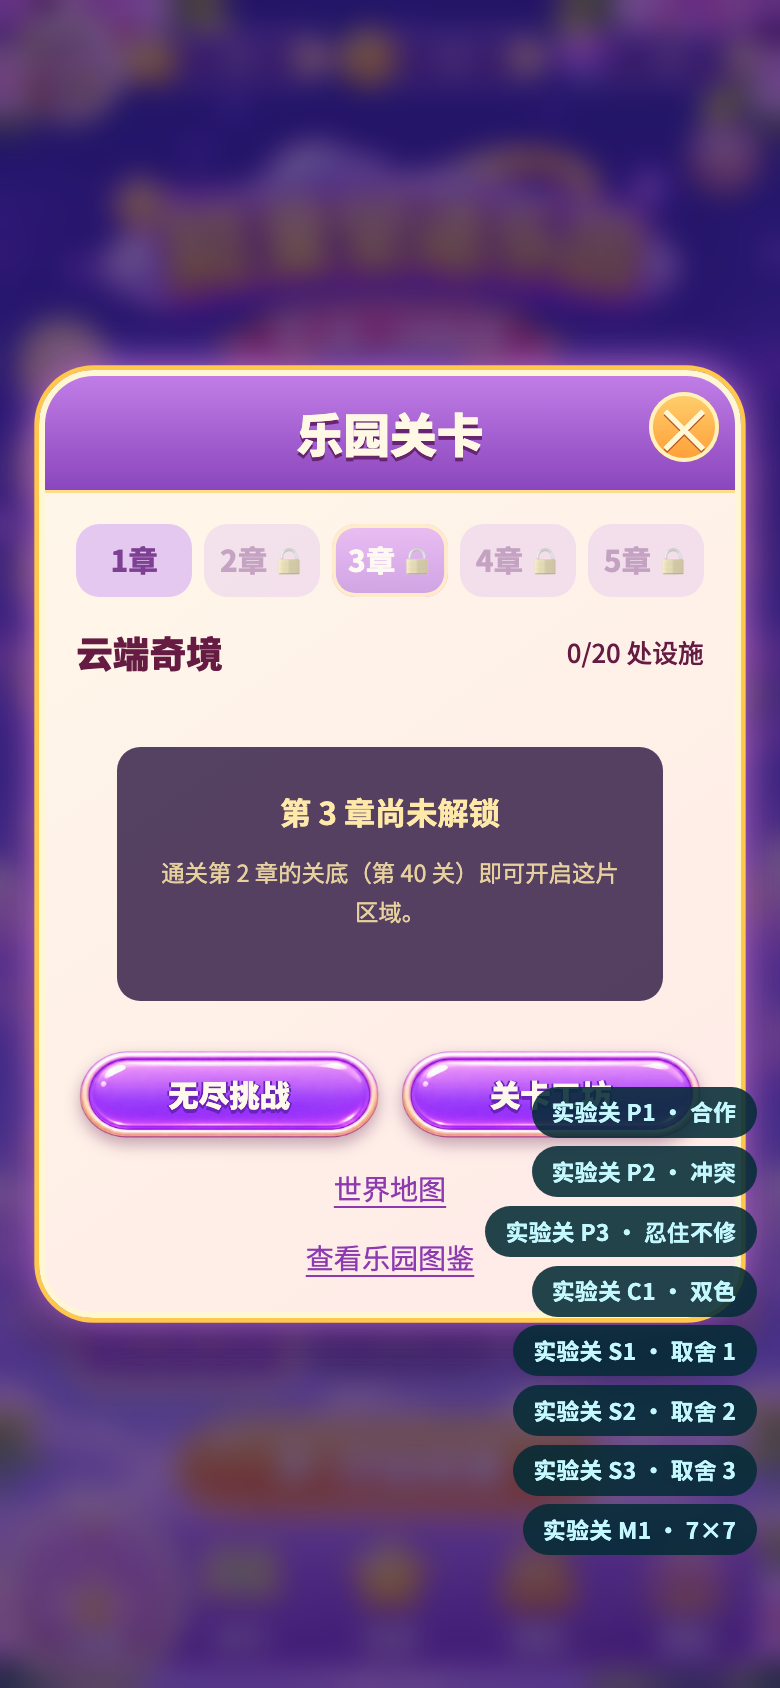 乐园关卡
1章
2章
3章
4章
5章
云端奇境
0/20 处设施
第 3 章尚未解锁
通关第 2 章的关底（第 40 关）即可开启这片
区域。
无尽挑战
关卡工坊
实验关 P1 · 合作
实验关 P2 · 冲突
世界地图
实验关 P3 · 忍住不修
查看乐园图鉴
实验关 C1 · 双色
实验关 S1 · 取舍 1
实验关 S2 · 取舍 2
实验关 S3 · 取舍 3
实验关 M1 · 7×7